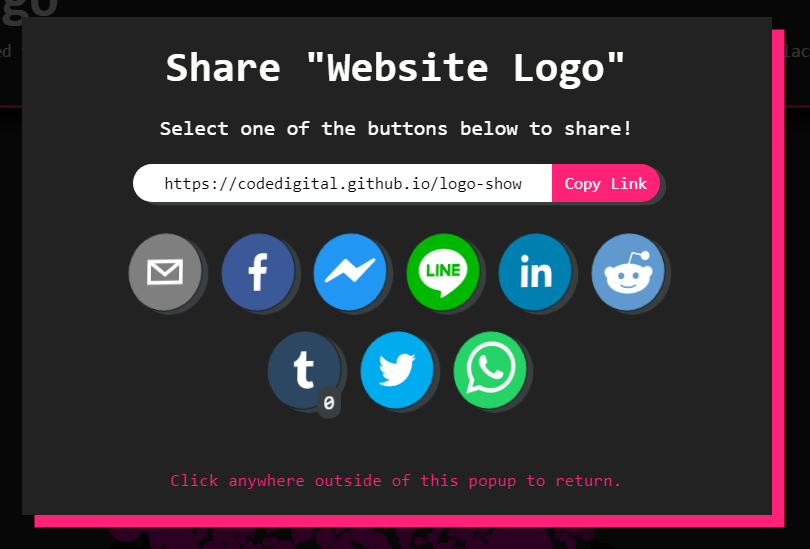 go
ed
lac
Share "Website Logo"
Select one of the buttons below to share!
https://codedigital.github.io/logo-show Copy Link
f LINE in
t 0
Click anywhere outside of this popup to return.